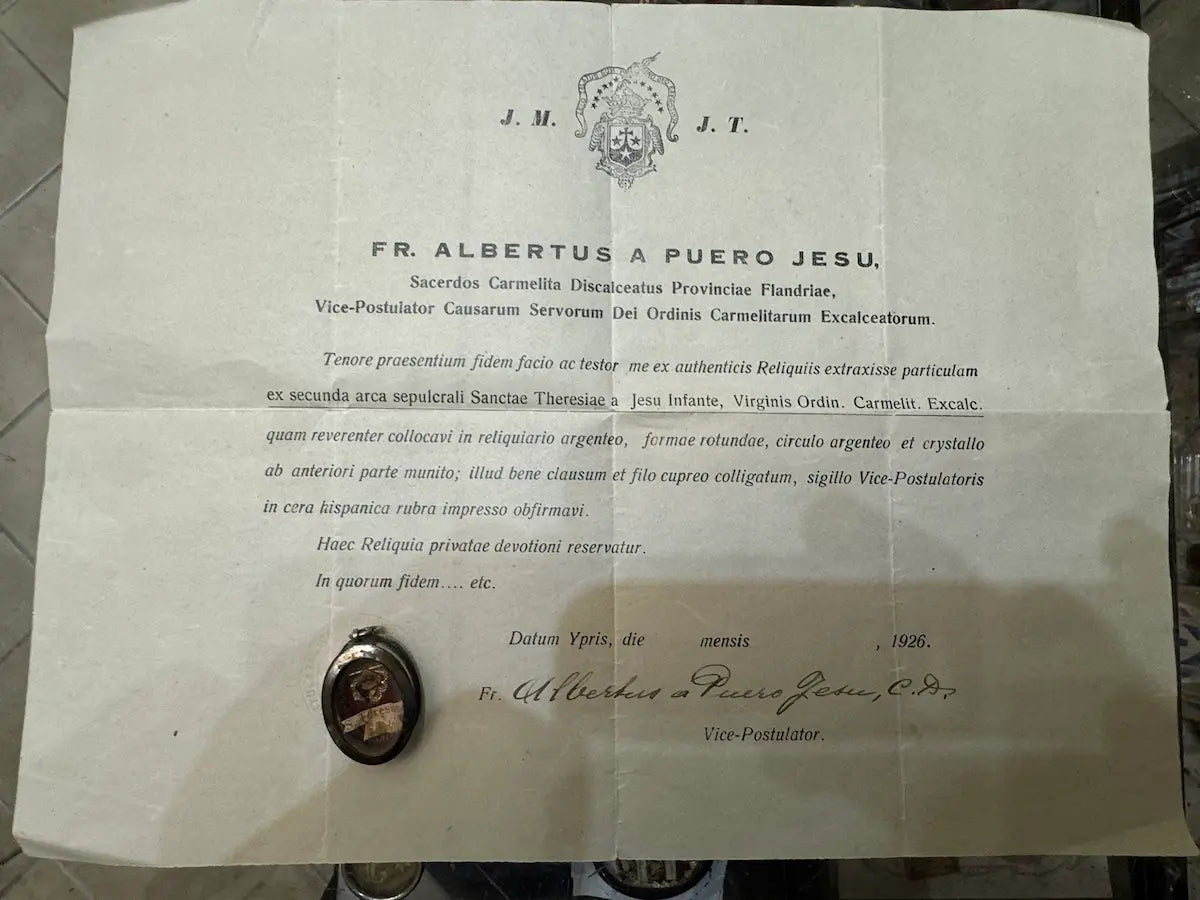 J. M. J. T.
FR. ALBERTUS A PUERO JESU,
Sacerdos Carmelita Discalceatus Provinciae Flandriae,
Vice-Postulator Causarum Servorum Dei Ordinis Carmelitarum Excalceatorum.
Tenore praesentium fidem facio ac testor me ex authenticis Reliquiis extraxisse particulam
ex secunda arca sepulcrali Sanctae Theresiae a Jesu Infante, Virginis Ordin. Carmelit. Excalc.
quam reverenter collocavi in reliquiario argenteo, formae rotundae, circulo argenteo et crystallo
ab anteriori parte munito; illud bene clausum et filo cupreo colligatum, sigillo Vice-Postulatoris
in cera hispanica rubra impresso obfirmavi.
Haec Reliquia privatae devotioni reservatur.
In quorum fidem.... etc.
Datum Ypris, die mensis , 1926.
Fr. Albertus a Puero Jesu, C.D.
Vice-Postulator.